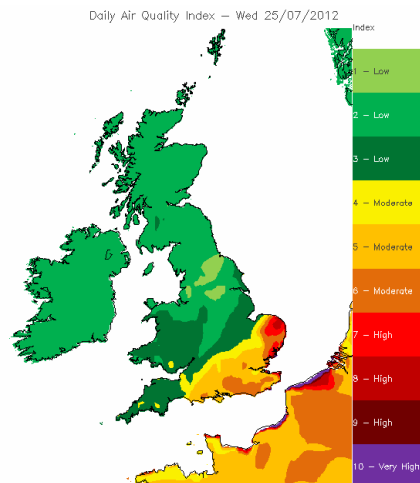 Daily Air Quality Index – Wed 25/07/2012
Index
1 – Low
2 – Low
3 – Low
4 – Moderate
5 – Moderate
6 – Moderate
7 – High
8 – High
9 – High
10 – Very High